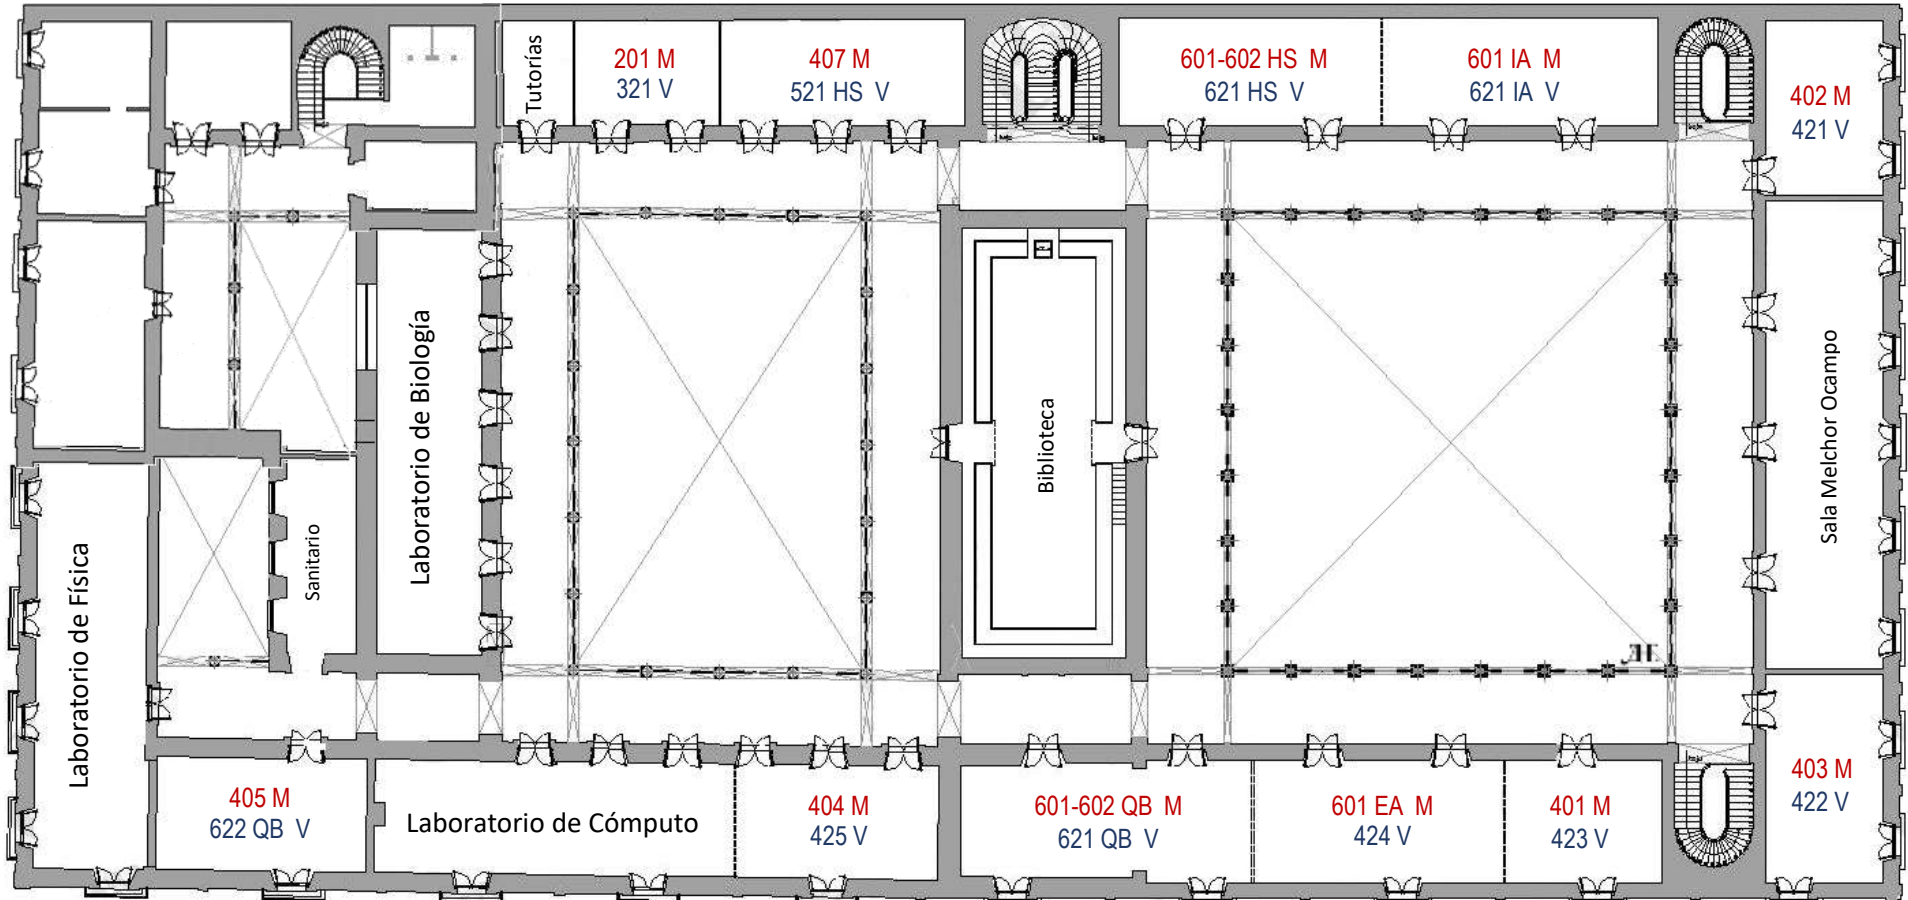 Tutorías
201 M
321 V
407 M
521 HS V
601-602 HS M
621 HS V
601 IA M
621 IA V
402 M
421 V
Laboratorio de Biología
Biblioteca
Sala Melchor Ocampo
Laboratorio de Física
Sanitario
405 M
622 QB V
Laboratorio de Cómputo
404 M
425 V
601-602 QB M
621 QB V
601 EA M
424 V
401 M
423 V
403 M
422 V